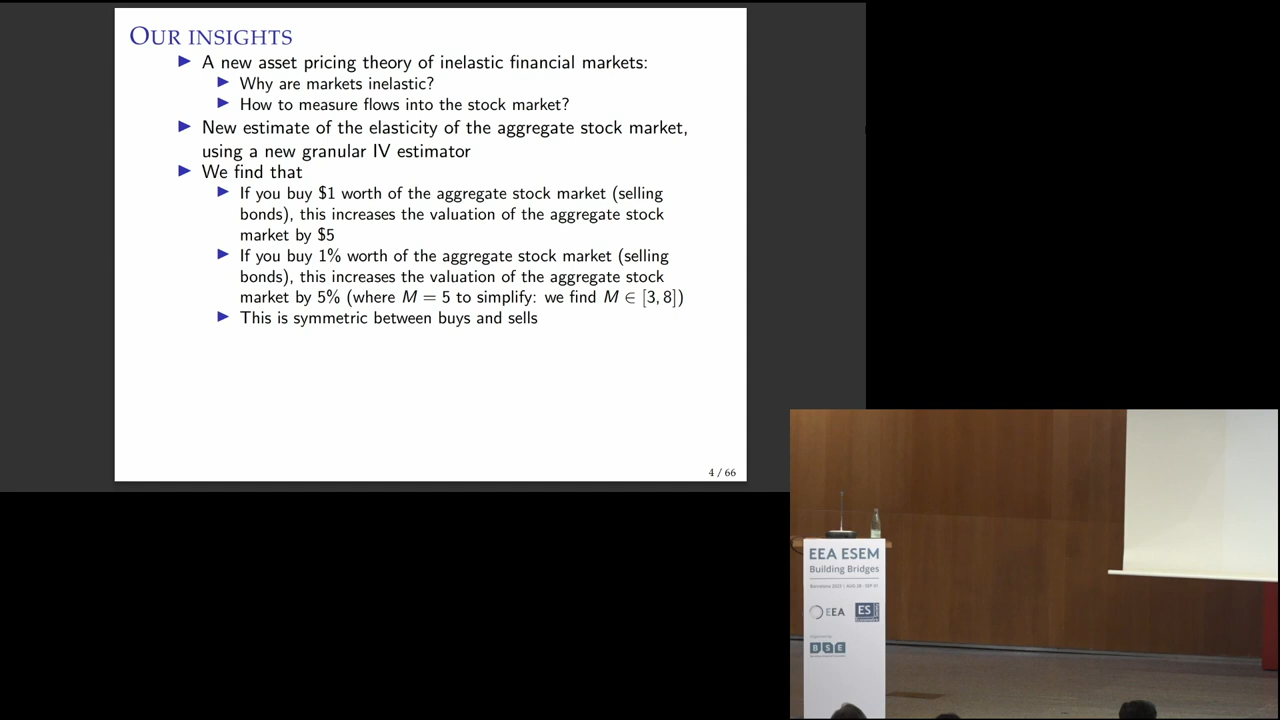 OUR INSIGHTS
A new asset pricing theory of inelastic financial markets:
Why are markets inelastic?
How to measure flows into the stock market?
New estimate of the elasticity of the aggregate stock market,
using a new granular IV estimator
We find that
If you buy $1 worth of the aggregate stock market (selling
bonds), this increases the valuation of the aggregate stock
market by $5
If you buy 1% worth of the aggregate stock market (selling
bonds), this increases the valuation of the aggregate stock
market by 5% (where M = 5 to simplify: we find M ∈ [3, 8])
This is symmetric between buys and sells
4 / 66
EEA ESEM
Building Bridges
EEA
ES
BSE